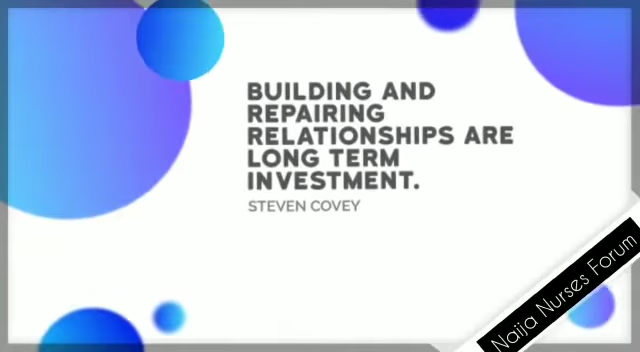 BUILDING AND
REPAIRING
RELATIONSHIPS ARE
LONG TERM
INVESTMENT.
STEVEN COVEY
Naija Nurses Forum